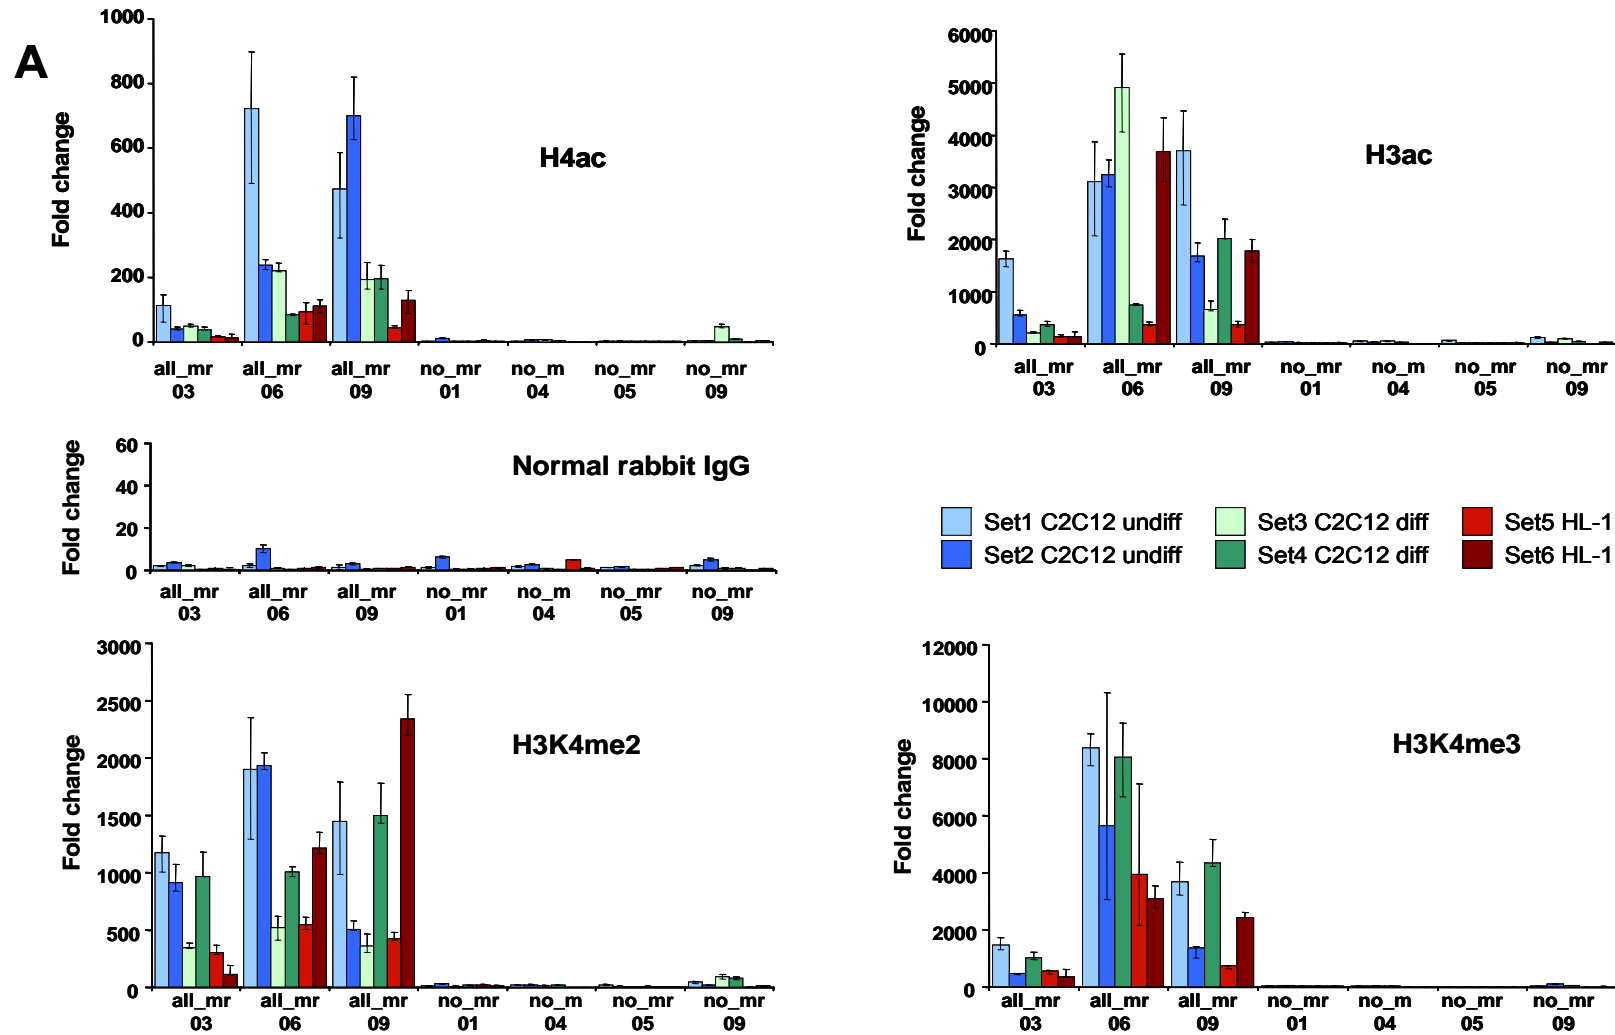 A
H4ac
Fold change
1000
800
600
400
200
0
all_mr all_mr all_mr no_mr no_m no_mr no_mr
03 06 09 01 04 05 09
H3ac
Fold change
6000
5000
4000
3000
2000
1000
0
all_mr all_mr all_mr no_mr no_m no_mr no_mr
03 06 09 01 04 05 09
Normal rabbit IgG
Fold change
60
40
20
0
all_mr all_mr all_mr no_mr no_m no_mr no_mr
03 06 09 01 04 05 09
Set1 C2C12 undiff Set3 C2C12 diff Set5 HL-1
Set2 C2C12 undiff Set4 C2C12 diff Set6 HL-1
H3K4me2
Fold change
3000
2500
2000
1500
1000
500
0
all_mr all_mr all_mr no_mr no_m no_mr no_mr
03 06 09 01 04 05 09
H3K4me3
Fold change
12000
10000
8000
6000
4000
2000
0
all_mr all_mr all_mr no_mr no_m no_mr no_mr
03 06 09 01 04 05 09